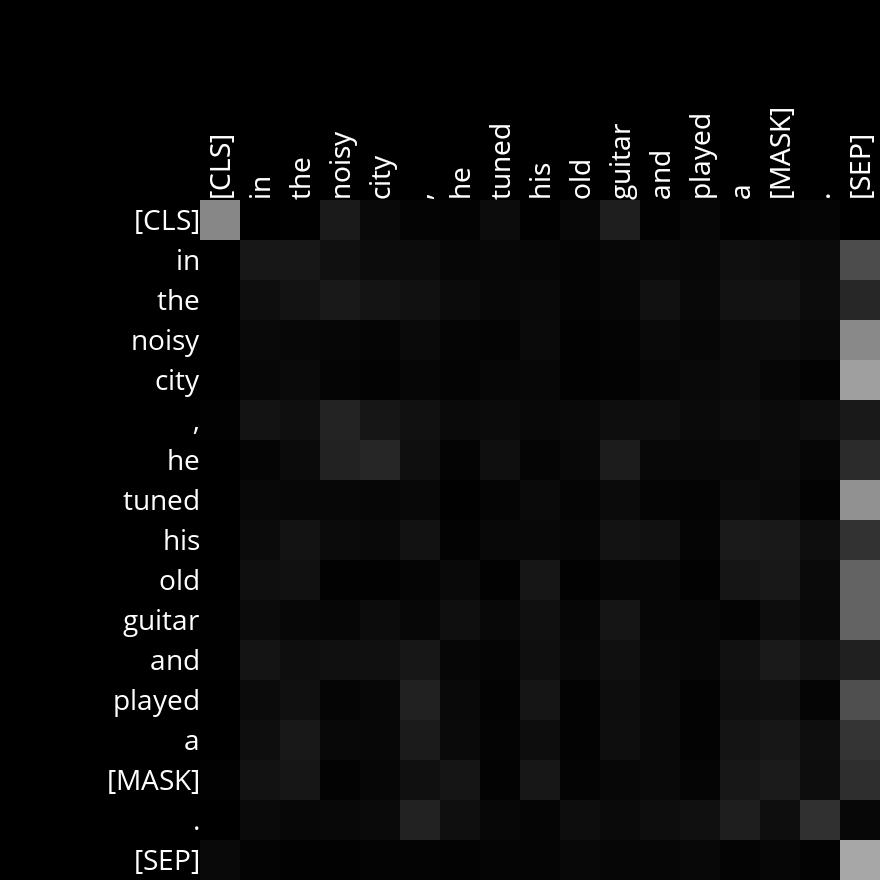 [CLS] in the noisy city , he tuned his old guitar and played a [MASK] . [SEP]
[CLS]
in
the
noisy
city
,
he
tuned
his
old
guitar
and
played
a
[MASK]
.
[SEP]